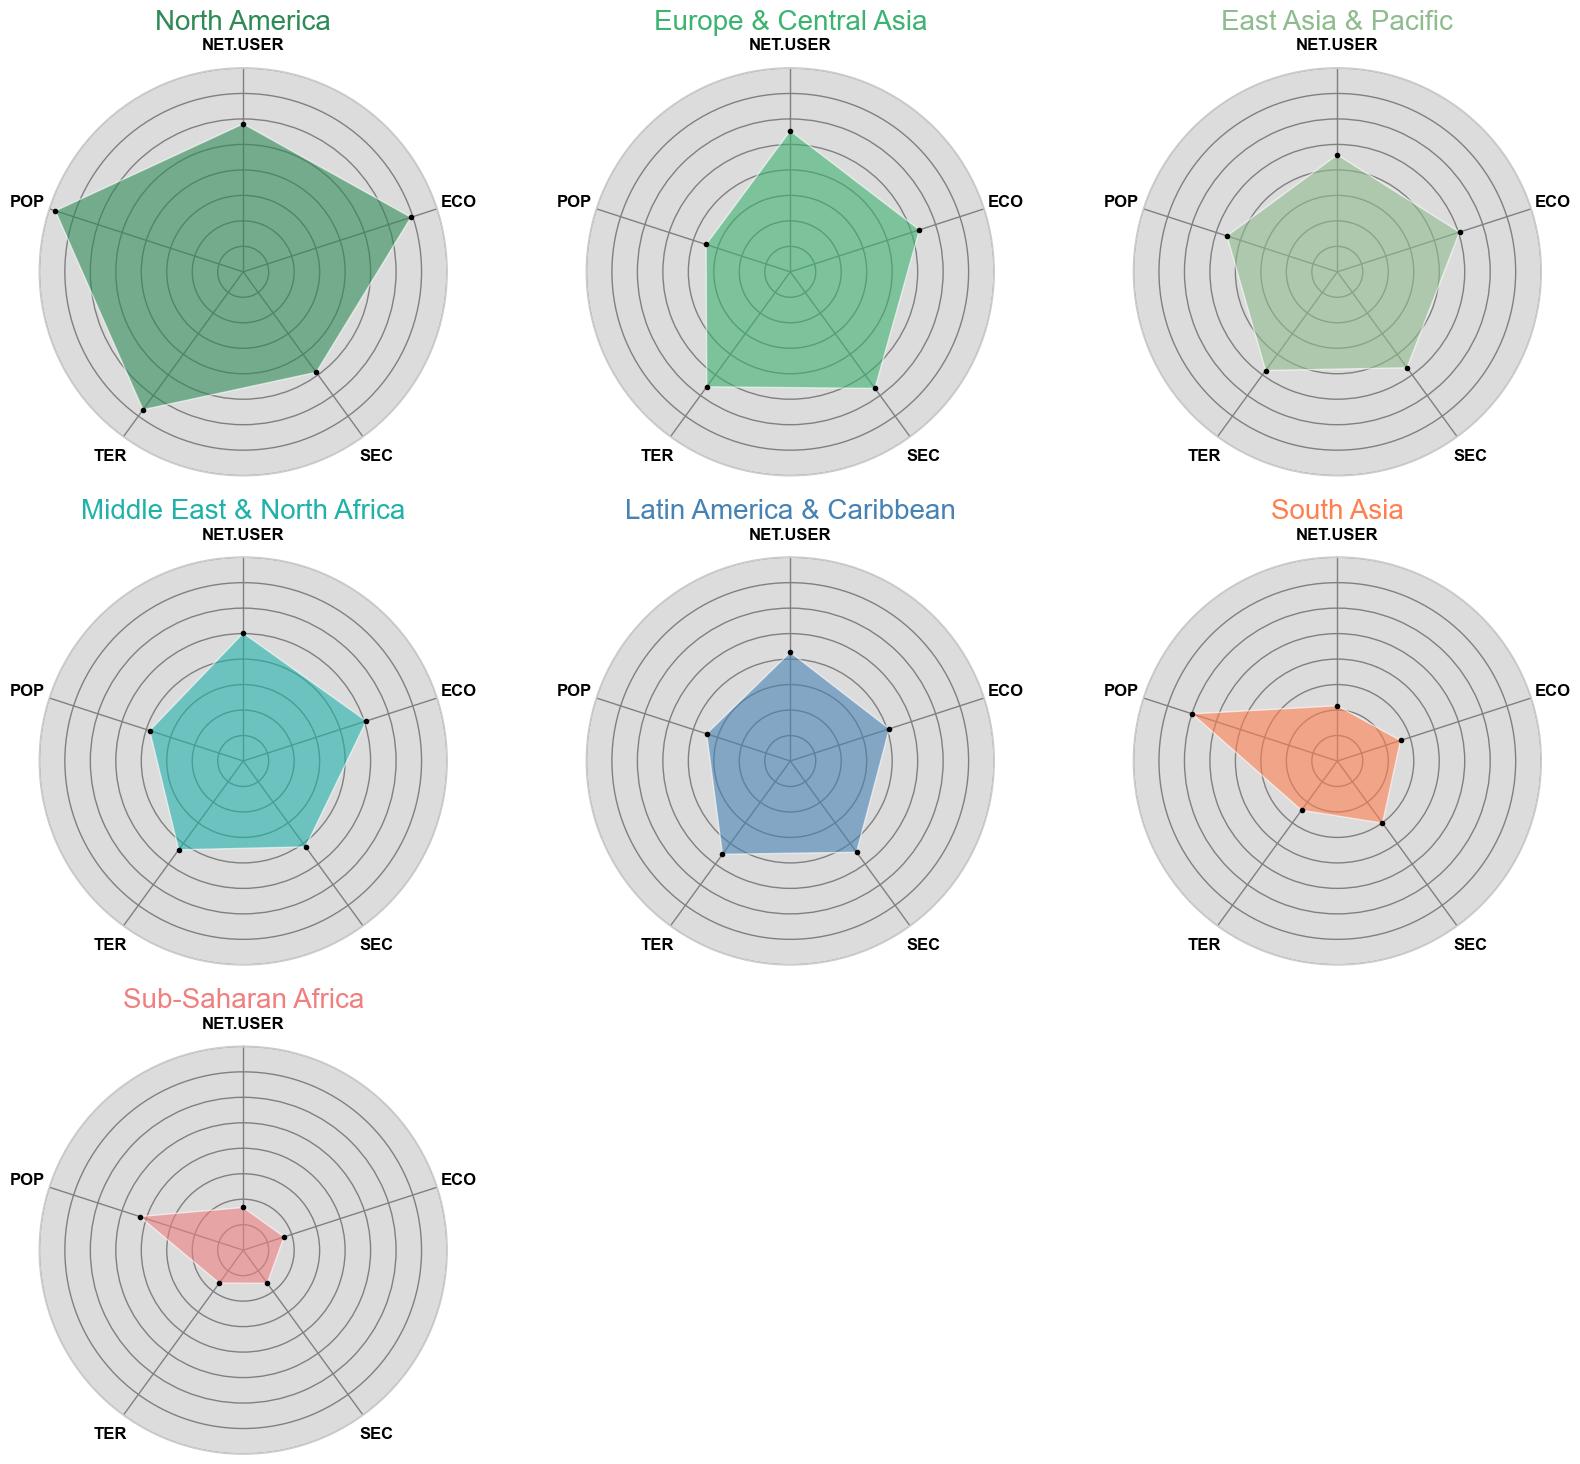 North America
NET.USER
POP
ECO
TER
SEC
Europe & Central Asia
NET.USER
POP
ECO
TER
SEC
East Asia & Pacific
NET.USER
POP
ECO
TER
SEC
Middle East & North Africa
NET.USER
POP
ECO
TER
SEC
Latin America & Caribbean
NET.USER
POP
ECO
TER
SEC
South Asia
NET.USER
POP
ECO
TER
SEC
Sub-Saharan Africa
NET.USER
POP
ECO
TER
SEC